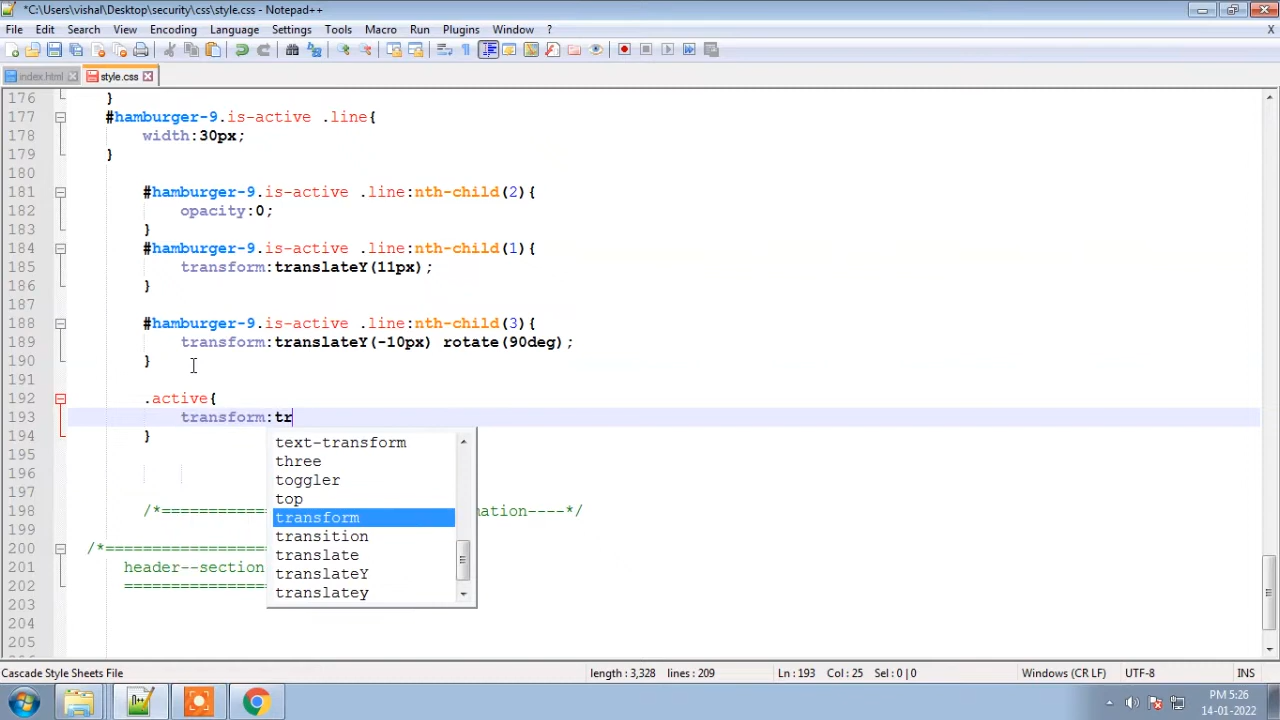 *C:\Users\vishal\Desktop\security\css\style.css - Notepad++
File Edit Search View Encoding Language Settings Tools Macro Run Plugins Window ? X
index.html style.css
176 }
177 #hamburger-9.is-active .line{
178 width:30px;
179 }
180
181 #hamburger-9.is-active .line:nth-child(2){
182 opacity:0;
183 }
184 #hamburger-9.is-active .line:nth-child(1){
185 transform:translateY(11px);
186 }
187
188 #hamburger-9.is-active .line:nth-child(3){
189 transform:translateY(-10px) rotate(90deg);
190 }
191
192 .active{
193 transform:tr
194 }
text-transform
195
three
196
toggler
197
top
198 /*============ mation----*/
transform
199
transition
200 /*=================
translate
201 header--section
translateY
202 =============
translatey
203
204
205
Cascade Style Sheets File length : 3,328 lines : 209 Ln : 193 Col : 25 Sel : 0 | 0 Windows (CR LF) UTF-8 INS
PM 5:26
14-01-2022